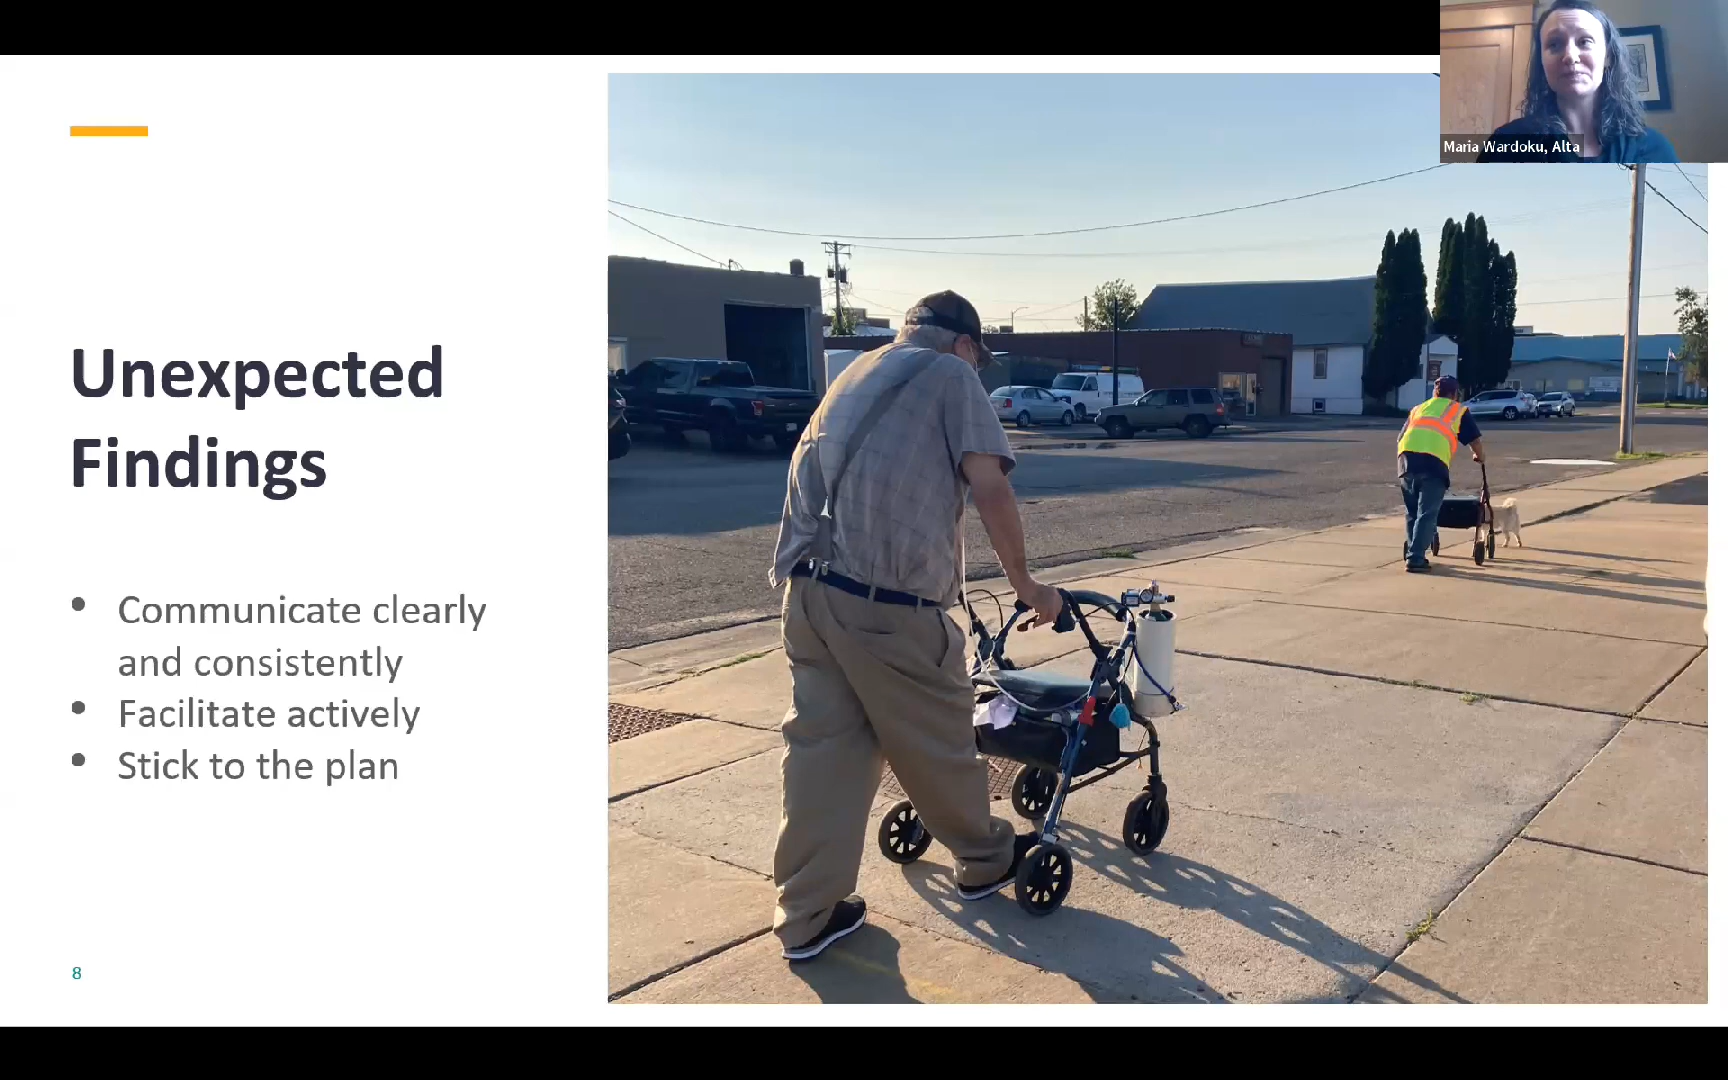 Maria Wardoku, Alta
Unexpected
Findings
• Communicate clearly
and consistently
• Facilitate actively
• Stick to the plan
8